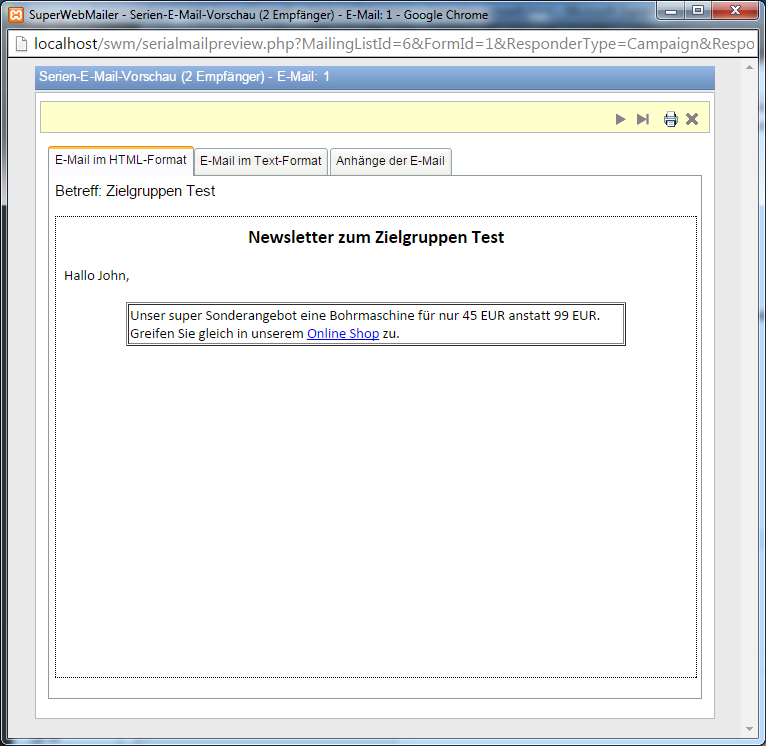 SuperWebMailer - Serien-E-Mail-Vorschau (2 Empfänger) - E-Mail: 1 - Google Chrome
localhost/swm/serialmailpreview.php?MailingListId=6&FormId=1&ResponderType=Campaign&Respo
Serien-E-Mail-Vorschau (2 Empfänger) - E-Mail: 1
E-Mail im HTML-Format E-Mail im Text-Format Anhänge der E-Mail
Betreff: Zielgruppen Test
Newsletter zum Zielgruppen Test
Hallo John,
Unser super Sonderangebot eine Bohrmaschine für nur 45 EUR anstatt 99 EUR.
Greifen Sie gleich in unserem Online Shop zu.